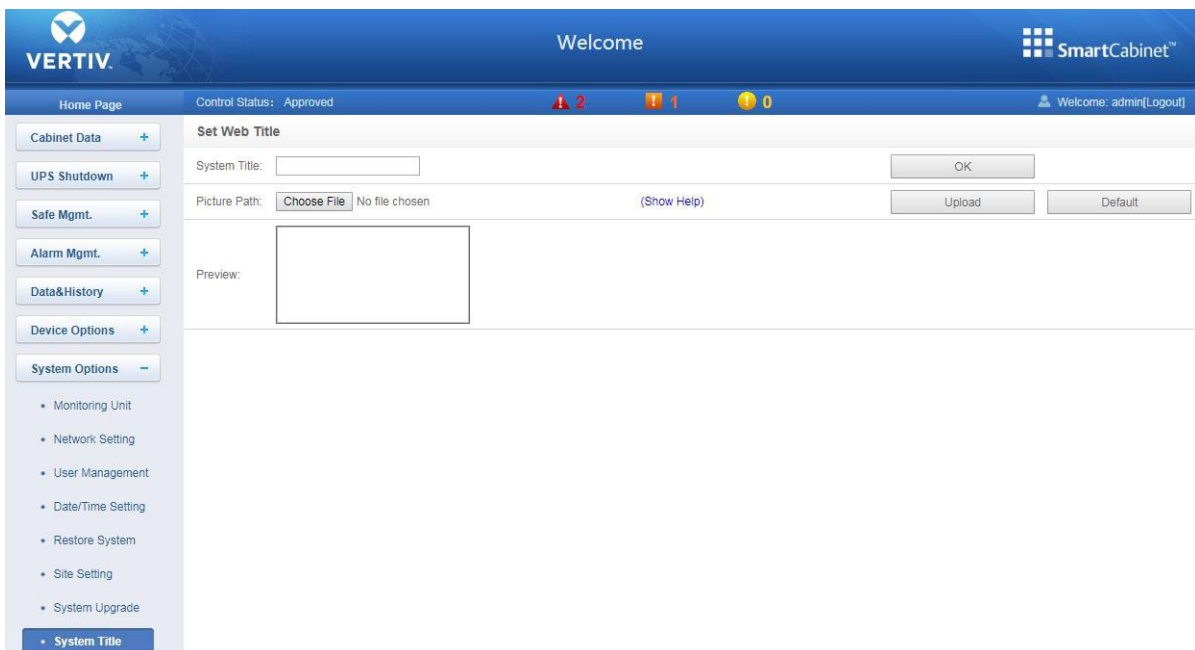 VERTIV.
Welcome
SmartCabinet™
Home Page
Control Status: Approved
2
1
0
Welcome: admin[Logout]
Cabinet Data +
UPS Shutdown +
Safe Mgmt. +
Alarm Mgmt. +
Data&History +
Device Options +
System Options −
• Monitoring Unit
• Network Setting
• User Management
• Date/Time Setting
• Restore System
• Site Setting
• System Upgrade
• System Title
Set Web Title
System Title:
OK
Picture Path: Choose File No file chosen (Show Help) Upload Default
Preview: